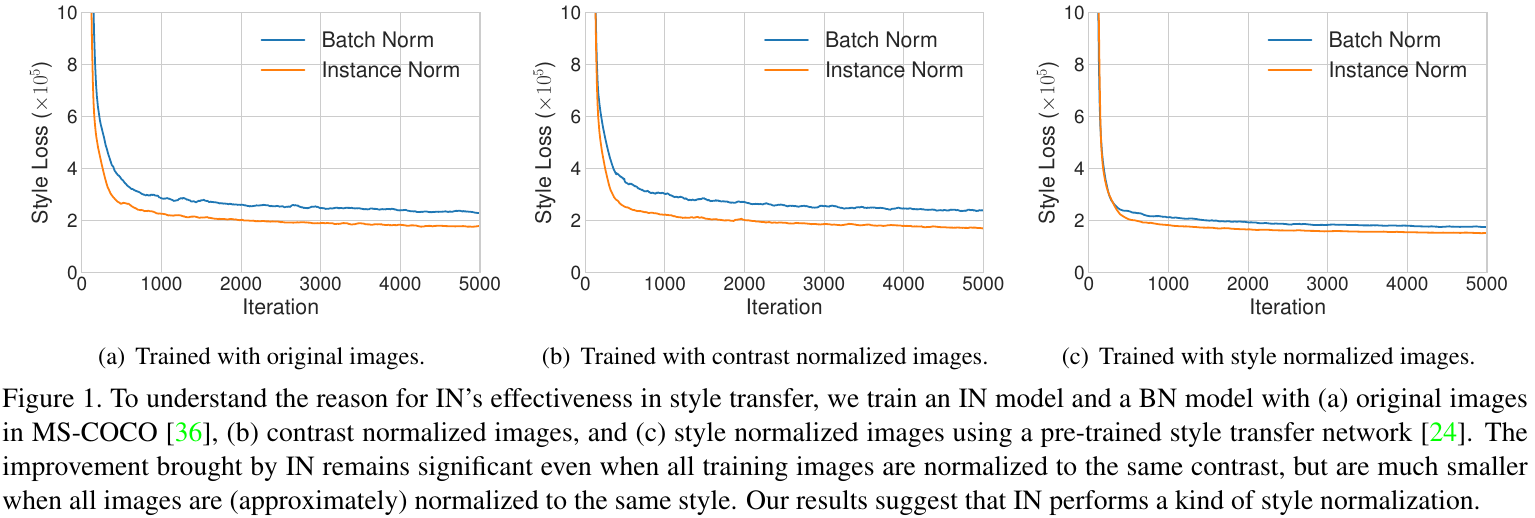 10
8
6
4
2
0
Style Loss (×10⁵)
Batch Norm
Instance Norm
0 1000 2000 3000 4000 5000
Iteration
(a) Trained with original images.
10
8
6
4
2
0
Style Loss (×10⁵)
Batch Norm
Instance Norm
0 1000 2000 3000 4000 5000
Iteration
(b) Trained with contrast normalized images.
10
8
6
4
2
0
Style Loss (×10⁵)
Batch Norm
Instance Norm
0 1000 2000 3000 4000 5000
Iteration
(c) Trained with style normalized images.
Figure 1. To understand the reason for IN's effectiveness in style transfer, we train an IN model and a BN model with (a) original images
in MS-COCO [36], (b) contrast normalized images, and (c) style normalized images using a pre-trained style transfer network [24]. The
improvement brought by IN remains significant even when all training images are normalized to the same contrast, but are much smaller
when all images are (approximately) normalized to the same style. Our results suggest that IN performs a kind of style normalization.